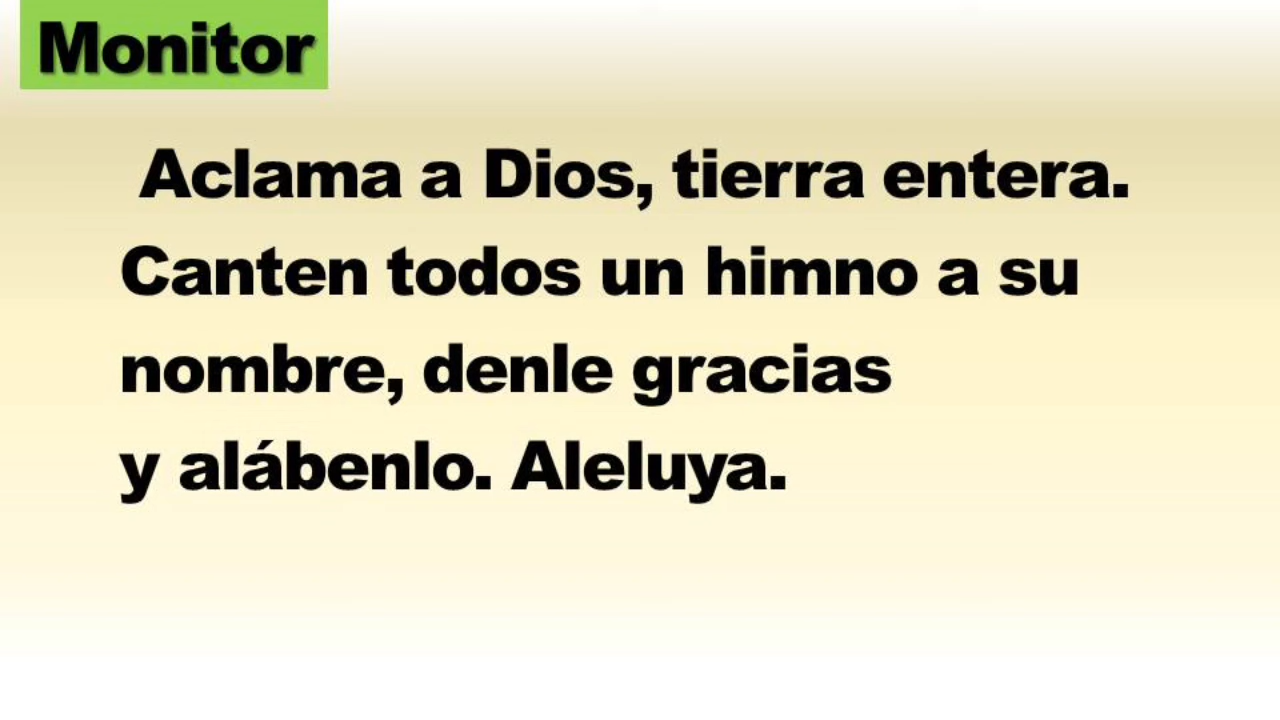 Monitor
Aclama a Dios, tierra entera.
Canten todos un himno a su
nombre, denle gracias
y alábenlo. Aleluya.